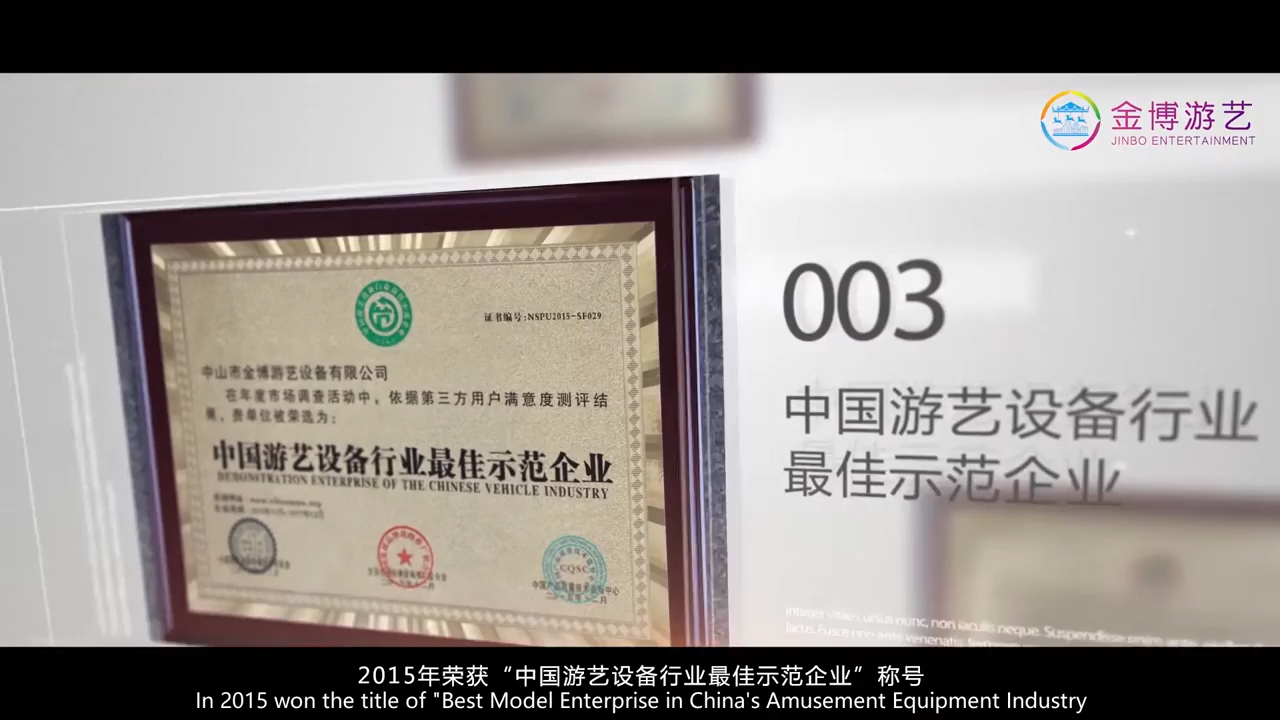 金博游艺
JINBO ENTERTAINMENT
证书编号:NSPU2015-SF029
中山市金博游艺设备有限公司
在年度市场调查活动中，依据第三方用户满意度测评结
果，贵单位被荣选为：
中国游艺设备行业最佳示范企业
DEMONSTRATION ENTERPRISE OF THE CHINESE VEHICLE INDUSTRY
CQSC
003
中国游艺设备行业
最佳示范企业
2015年荣获“中国游艺设备行业最佳示范企业”称号
In 2015 won the title of "Best Model Enterprise in China's Amusement Equipment Industry